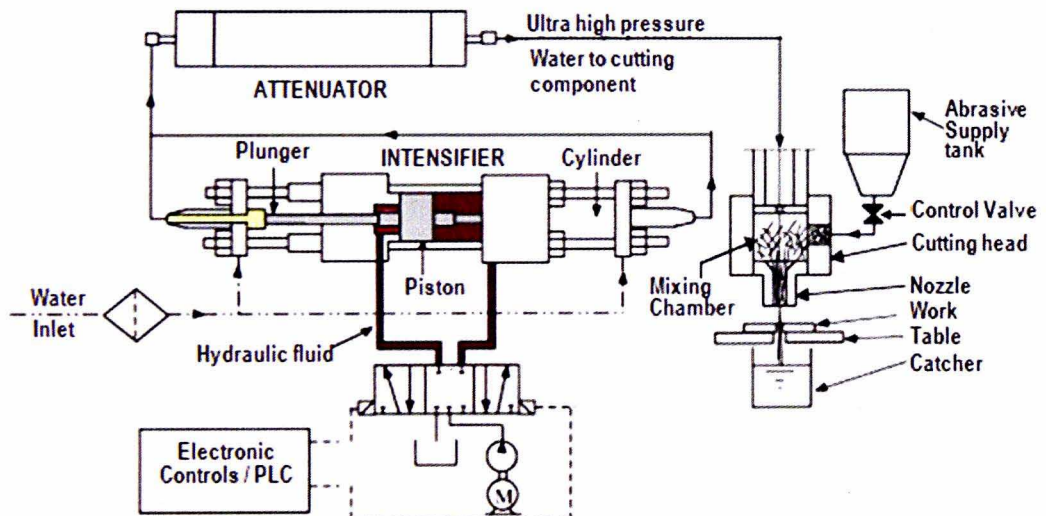 Ultra high pressure
Water to cutting
component
ATTENUATOR
Abrasive
Supply
tank
Plunger
INTENSIFIER
Cylinder
Control Valve
Cutting head
Mixing
Chamber
Piston
Nozzle
Water
Inlet
Work
Table
Hydraulic fluid
Catcher
Electronic
Controls / PLC
M